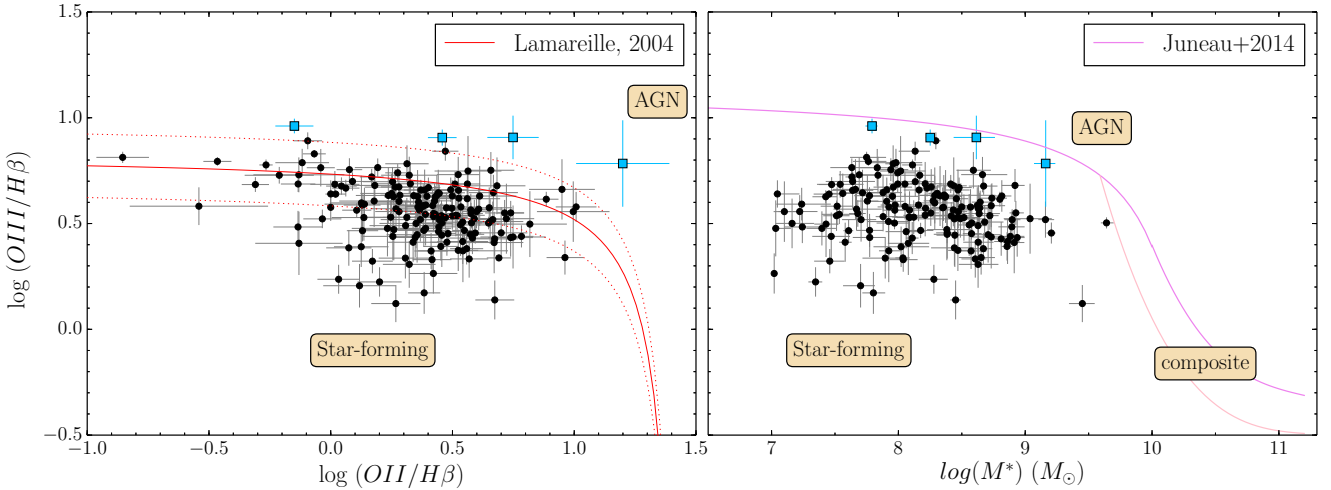 1.5
1.0
0.5
0.0
−0.5
log (OIII/Hβ)
Lamareille, 2004
AGN
Star-forming
−1.0 −0.5 0.0 0.5 1.0 1.5
log (OII/Hβ)
Juneau+2014
AGN
Star-forming
composite
7 8 9 10 11
log(M*) (M⊙)